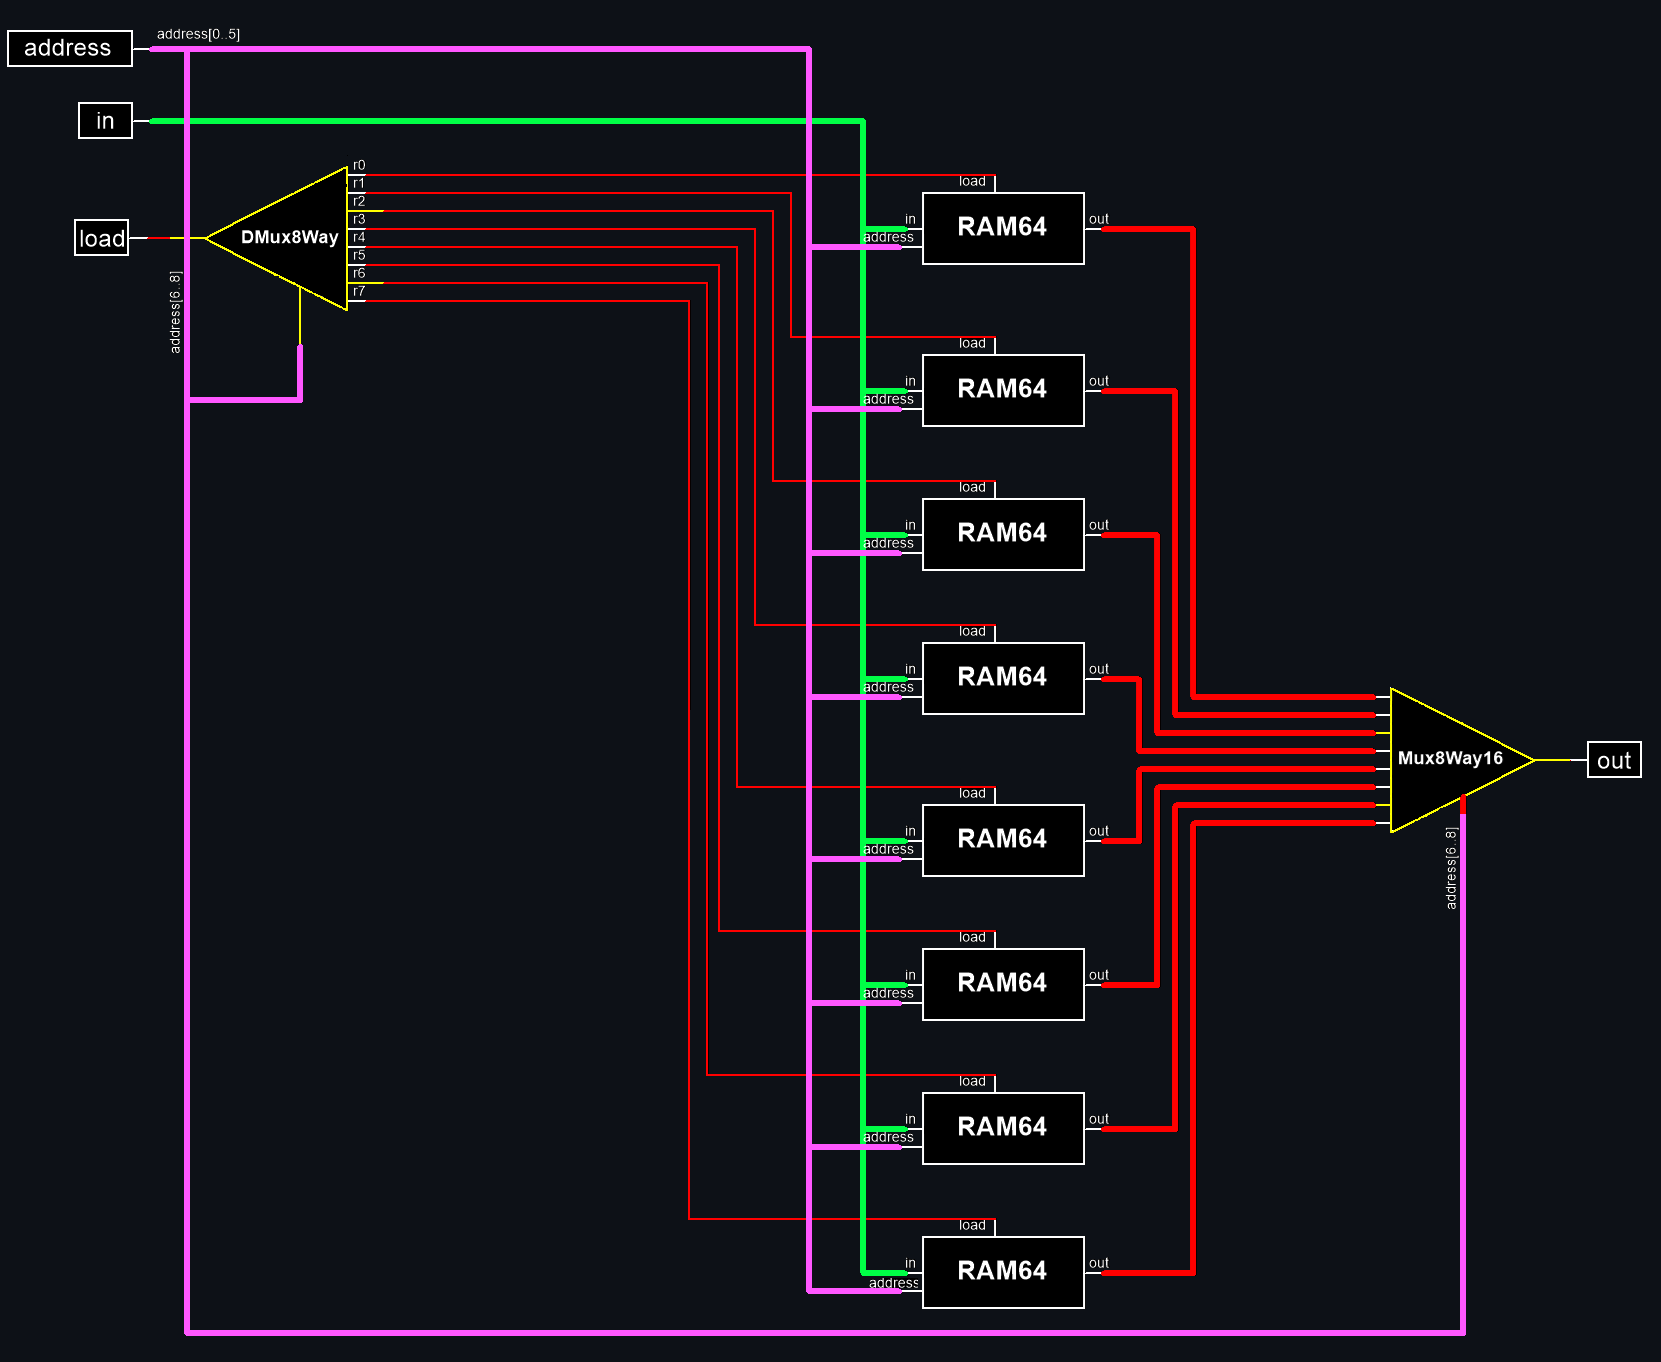 address
address[0..5]
in
load
DMux8Way
r0
r1
r2
r3
r4
r5
r6
r7
address[6..8]
load
in
address
RAM64
out
load
in
address
RAM64
out
load
in
address
RAM64
out
load
in
address
RAM64
out
load
in
address
RAM64
out
load
in
address
RAM64
out
load
in
address
RAM64
out
load
in
address
RAM64
out
Mux8Way16
address[6..8]
out